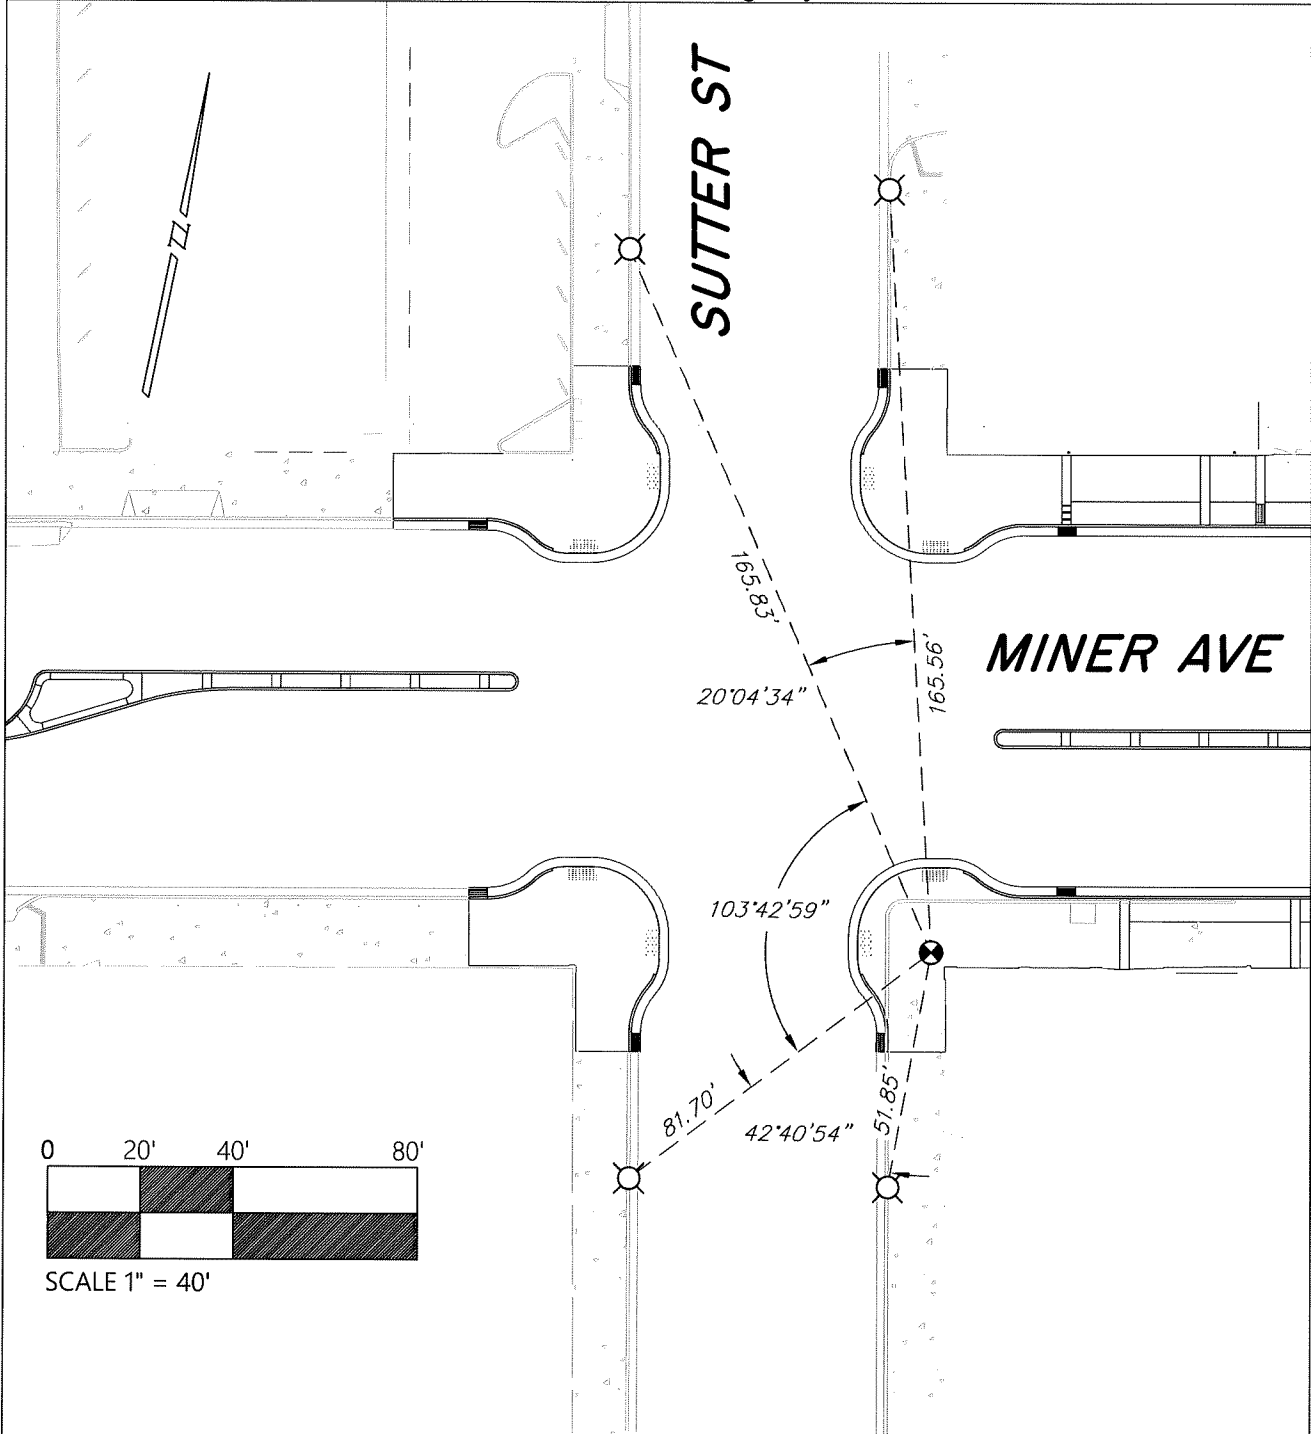 SUTTER ST
Z
165.83'
165.56'
MINER AVE
20°04'34"
103°42'59"
81.70'
42°40'54"
51.85'
0 20' 40' 80'
SCALE 1" = 40'